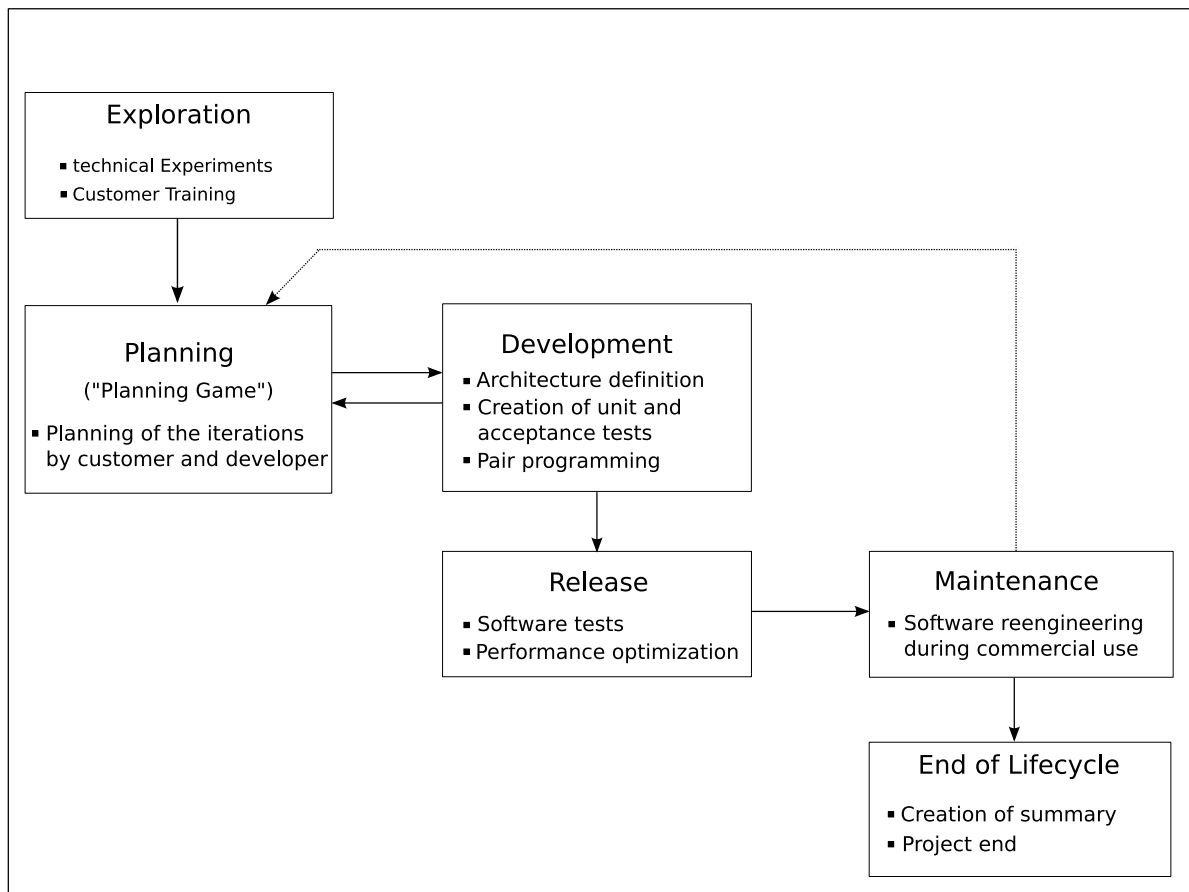 Exploration
▪ technical Experiments
▪ Customer Training
Planning
("Planning Game")
▪ Planning of the iterations
by customer and developer
Development
▪ Architecture definition
▪ Creation of unit and
acceptance tests
▪ Pair programming
Release
▪ Software tests
▪ Performance optimization
Maintenance
▪ Software reengineering
during commercial use
End of Lifecycle
▪ Creation of summary
▪ Project end